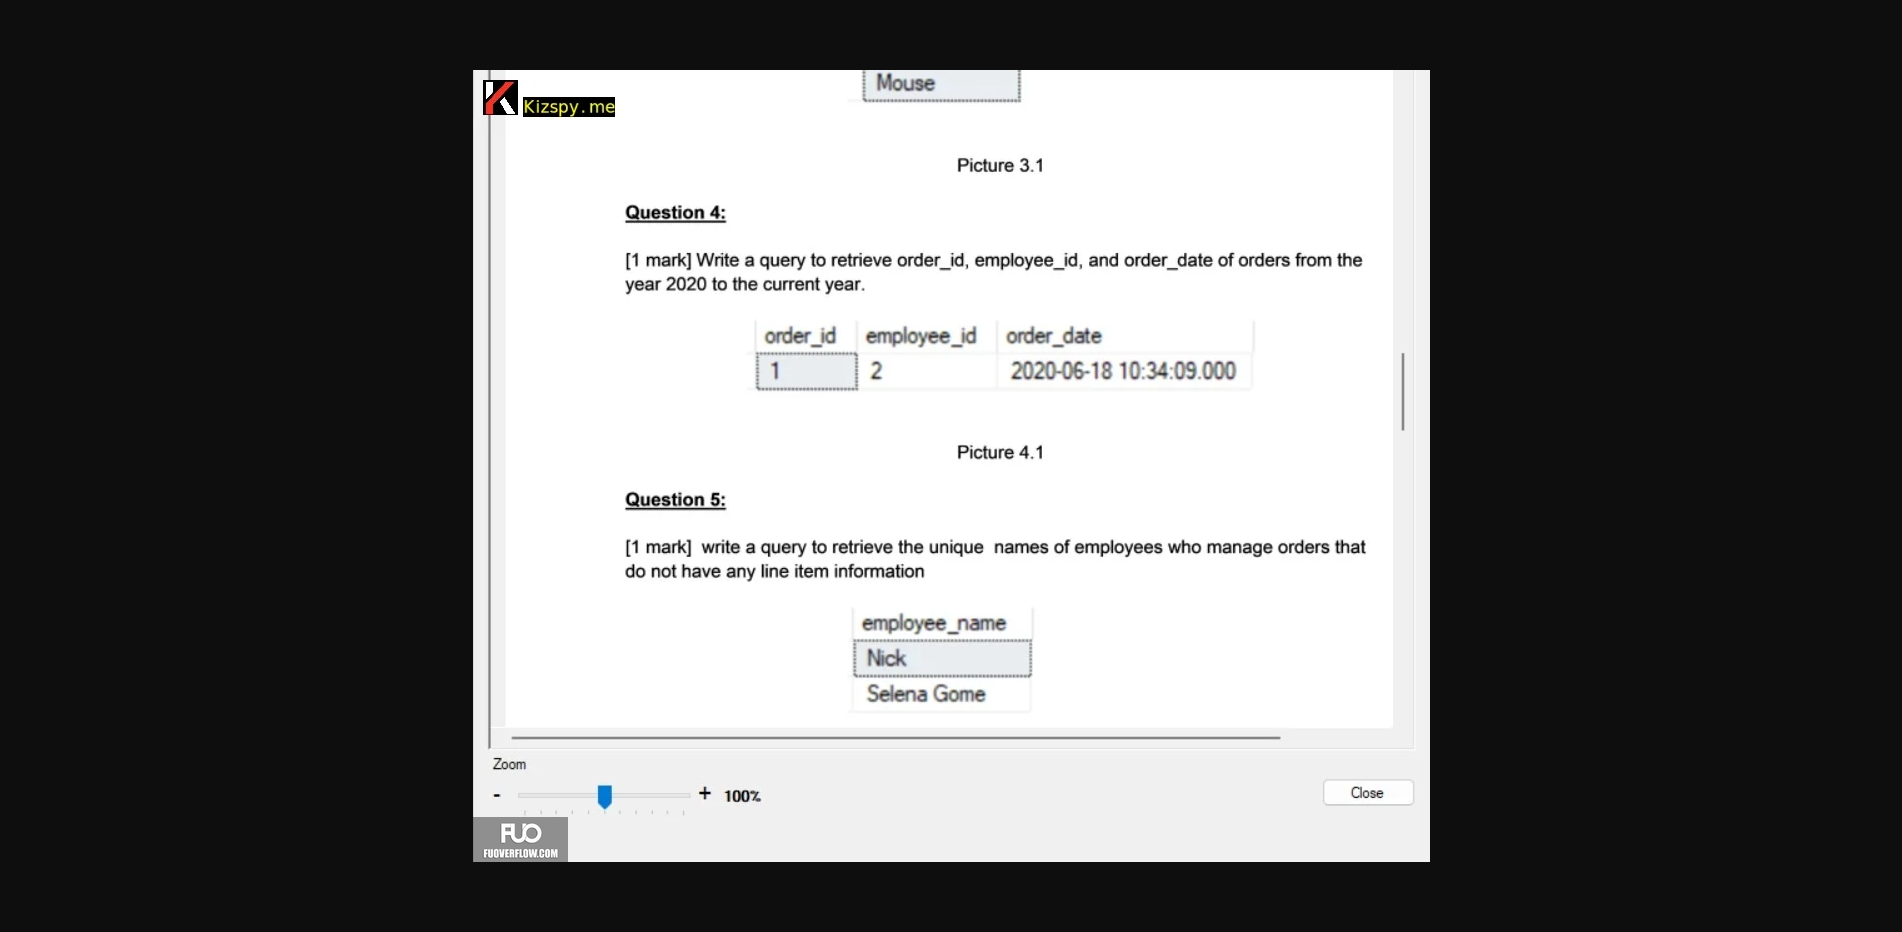 Mouse
Kizspy.me
Picture 3.1
Question 4:
[1 mark] Write a query to retrieve order_id, employee_id, and order_date of orders from the
year 2020 to the current year.
order_id employee_id order_date
1 2 2020-06-18 10:34:09.000
Picture 4.1
Question 5:
[1 mark] write a query to retrieve the unique names of employees who manage orders that
do not have any line item information
employee_name
Nick
Selena Gome
Zoom
- + 100%
Close
FUO
FUOVERFLOW.COM